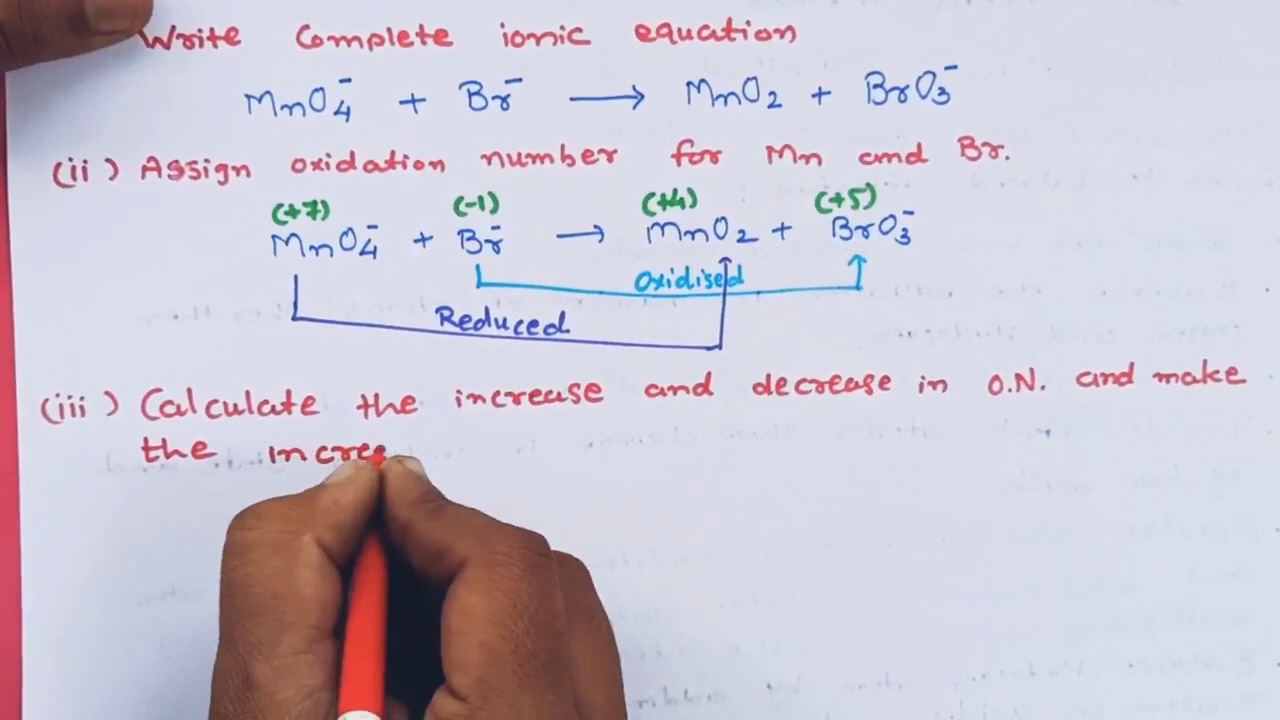 Write Complete ionic equation
MnO₄⁻ + Br⁻ → MnO₂ + BrO₃⁻
(ii) Assign oxidation number for Mn and Br.
(+7) (-1) (+4) (+5)
MnO₄⁻ + Br⁻ → MnO₂ + BrO₃⁻
Oxidised
Reduced
(iii) Calculate the increase and decrease in O.N. and make
the incre